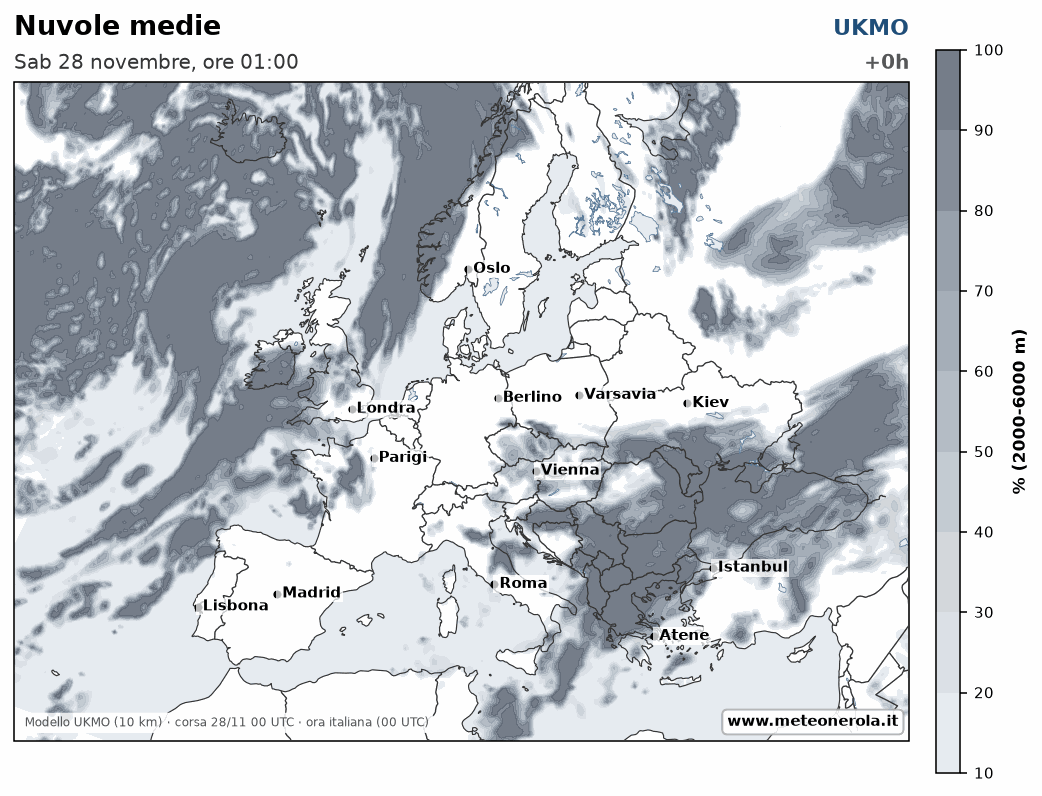 Nuvole medie
UKMO
Sab 28 novembre, ore 01:00
+0h
100
90
80
70
60
50
40
30
20
10
% (2000-6000 m)
Oslo
Berlino
Varsavia
Kiev
Londra
Parigi
Vienna
Istanbul
Roma
Madrid
Lisbona
Atene
Modello UKMO (10 km) · corsa 28/11 00 UTC · ora italiana (00 UTC)
www.meteonerola.it